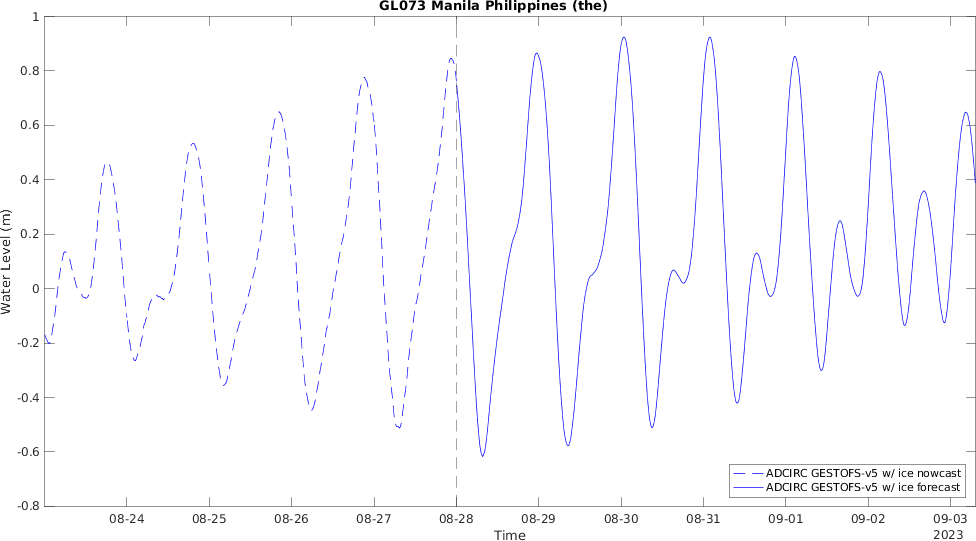 GL073 Manila Philippines (the)
1
0.8
0.6
0.4
0.2
0
-0.2
-0.4
-0.6
-0.8
Water Level (m)
ADCIRC GESTOFS-v5 w/ ice nowcast
ADCIRC GESTOFS-v5 w/ ice forecast
08-24 08-25 08-26 08-27 08-28 08-29 08-30 08-31 09-01 09-02 09-03
Time
2023